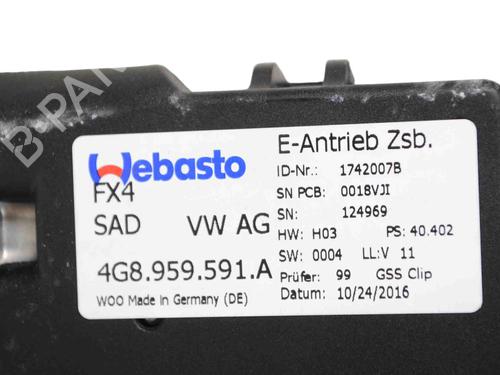 B-PARTS
Webasto
FX4
SAD VW AG
4G8.959.591.A
WOO Made in Germany (DE)
E-Antrieb Zsb.
ID-Nr.: 1742007B
SN PCB: 0018VJI
SN: 124969
HW: H03 PS: 40.402
SW: 0004 LL:V 11
Prüfer: 99 GSS Clip
Datum: 10/24/2016